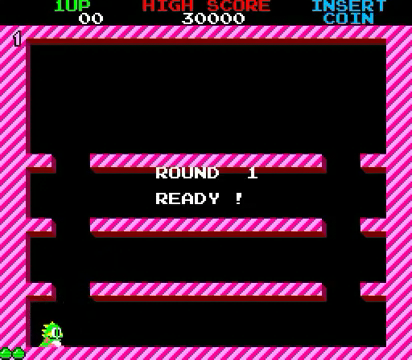 1UP HIGH SCORE INSERT
00 30000 COIN
1
ROUND 1
READY !